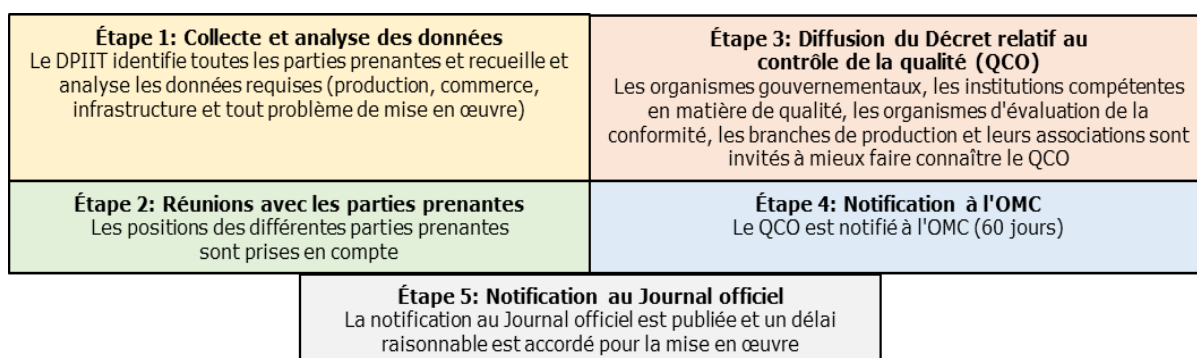 Étape 1: Collecte et analyse des données
Le DPIIT identifie toutes les parties prenantes et recueille et
analyse les données requises (production, commerce,
infrastructure et tout problème de mise en œuvre)
Étape 2: Réunions avec les parties prenantes
Les positions des différentes parties prenantes
sont prises en compte
Étape 3: Diffusion du Décret relatif au
contrôle de la qualité (QCO)
Les organismes gouvernementaux, les institutions compétentes
en matière de qualité, les organismes d'évaluation de la
conformité, les branches de production et leurs associations sont
invités à mieux faire connaître le QCO
Étape 4: Notification à l'OMC
Le QCO est notifié à l'OMC (60 jours)
Étape 5: Notification au Journal officiel
La notification au Journal officiel est publiée et un délai
raisonnable est accordé pour la mise en œuvre